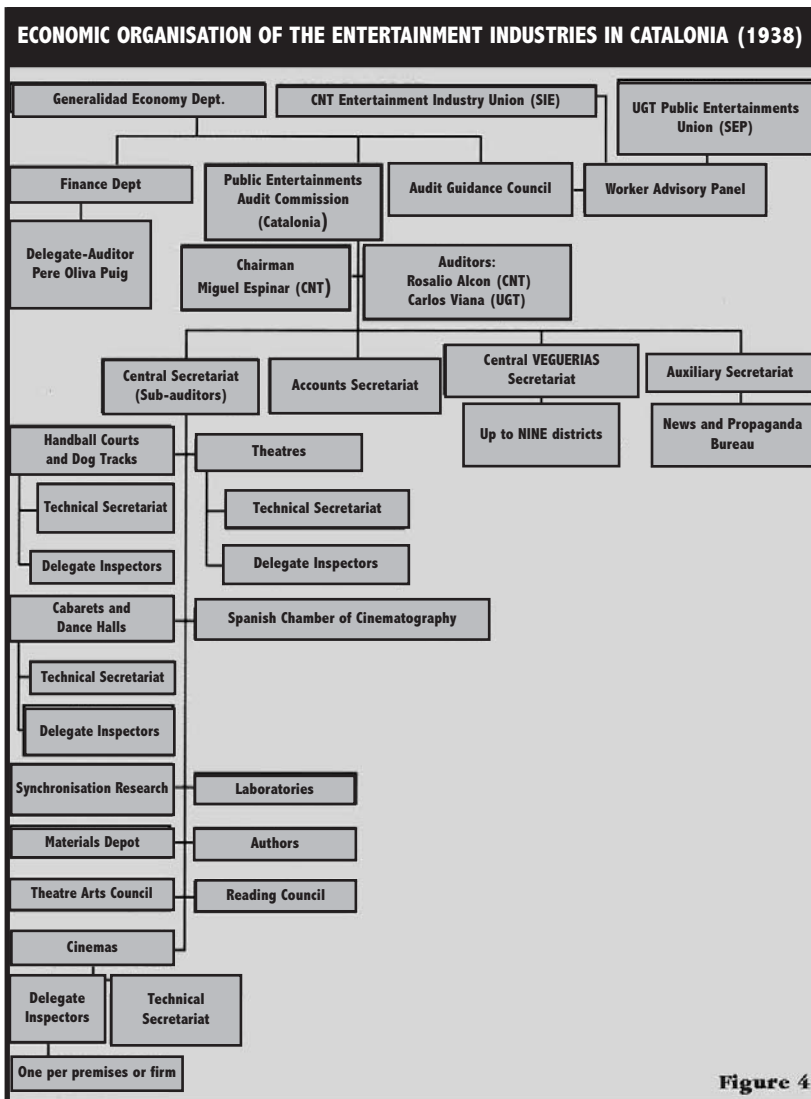 ECONOMIC ORGANISATION OF THE ENTERTAINMENT INDUSTRIES IN CATALONIA (1938)
Generalidad Economy Dept.
CNT Entertainment Industry Union (SIE)
UGT Public Entertainments
Union (SEP)
Finance Dept
Public Entertainments
Audit Commission
(Catalonia)
Audit Guidance Council
Worker Advisory Panel
Delegate-Auditor
Pere Oliva Puig
Chairman
Miguel Espinar (CNT)
Auditors:
Rosalio Alcon (CNT)
Carlos Viana (UGT)
Central Secretariat
(Sub-auditors)
Accounts Secretariat
Central VEGUERIAS
Secretariat
Auxiliary Secretariat
Up to NINE districts
News and Propaganda
Bureau
Handball Courts
and Dog Tracks
Theatres
Technical Secretariat
Technical Secretariat
Delegate Inspectors
Delegate Inspectors
Cabarets and
Dance Halls
Spanish Chamber of Cinematography
Technical Secretariat
Delegate Inspectors
Synchronisation Research
Laboratories
Materials Depot
Authors
Theatre Arts Council
Reading Council
Cinemas
Delegate
Inspectors
Technical
Secretariat
One per premises or firm
Figure 4